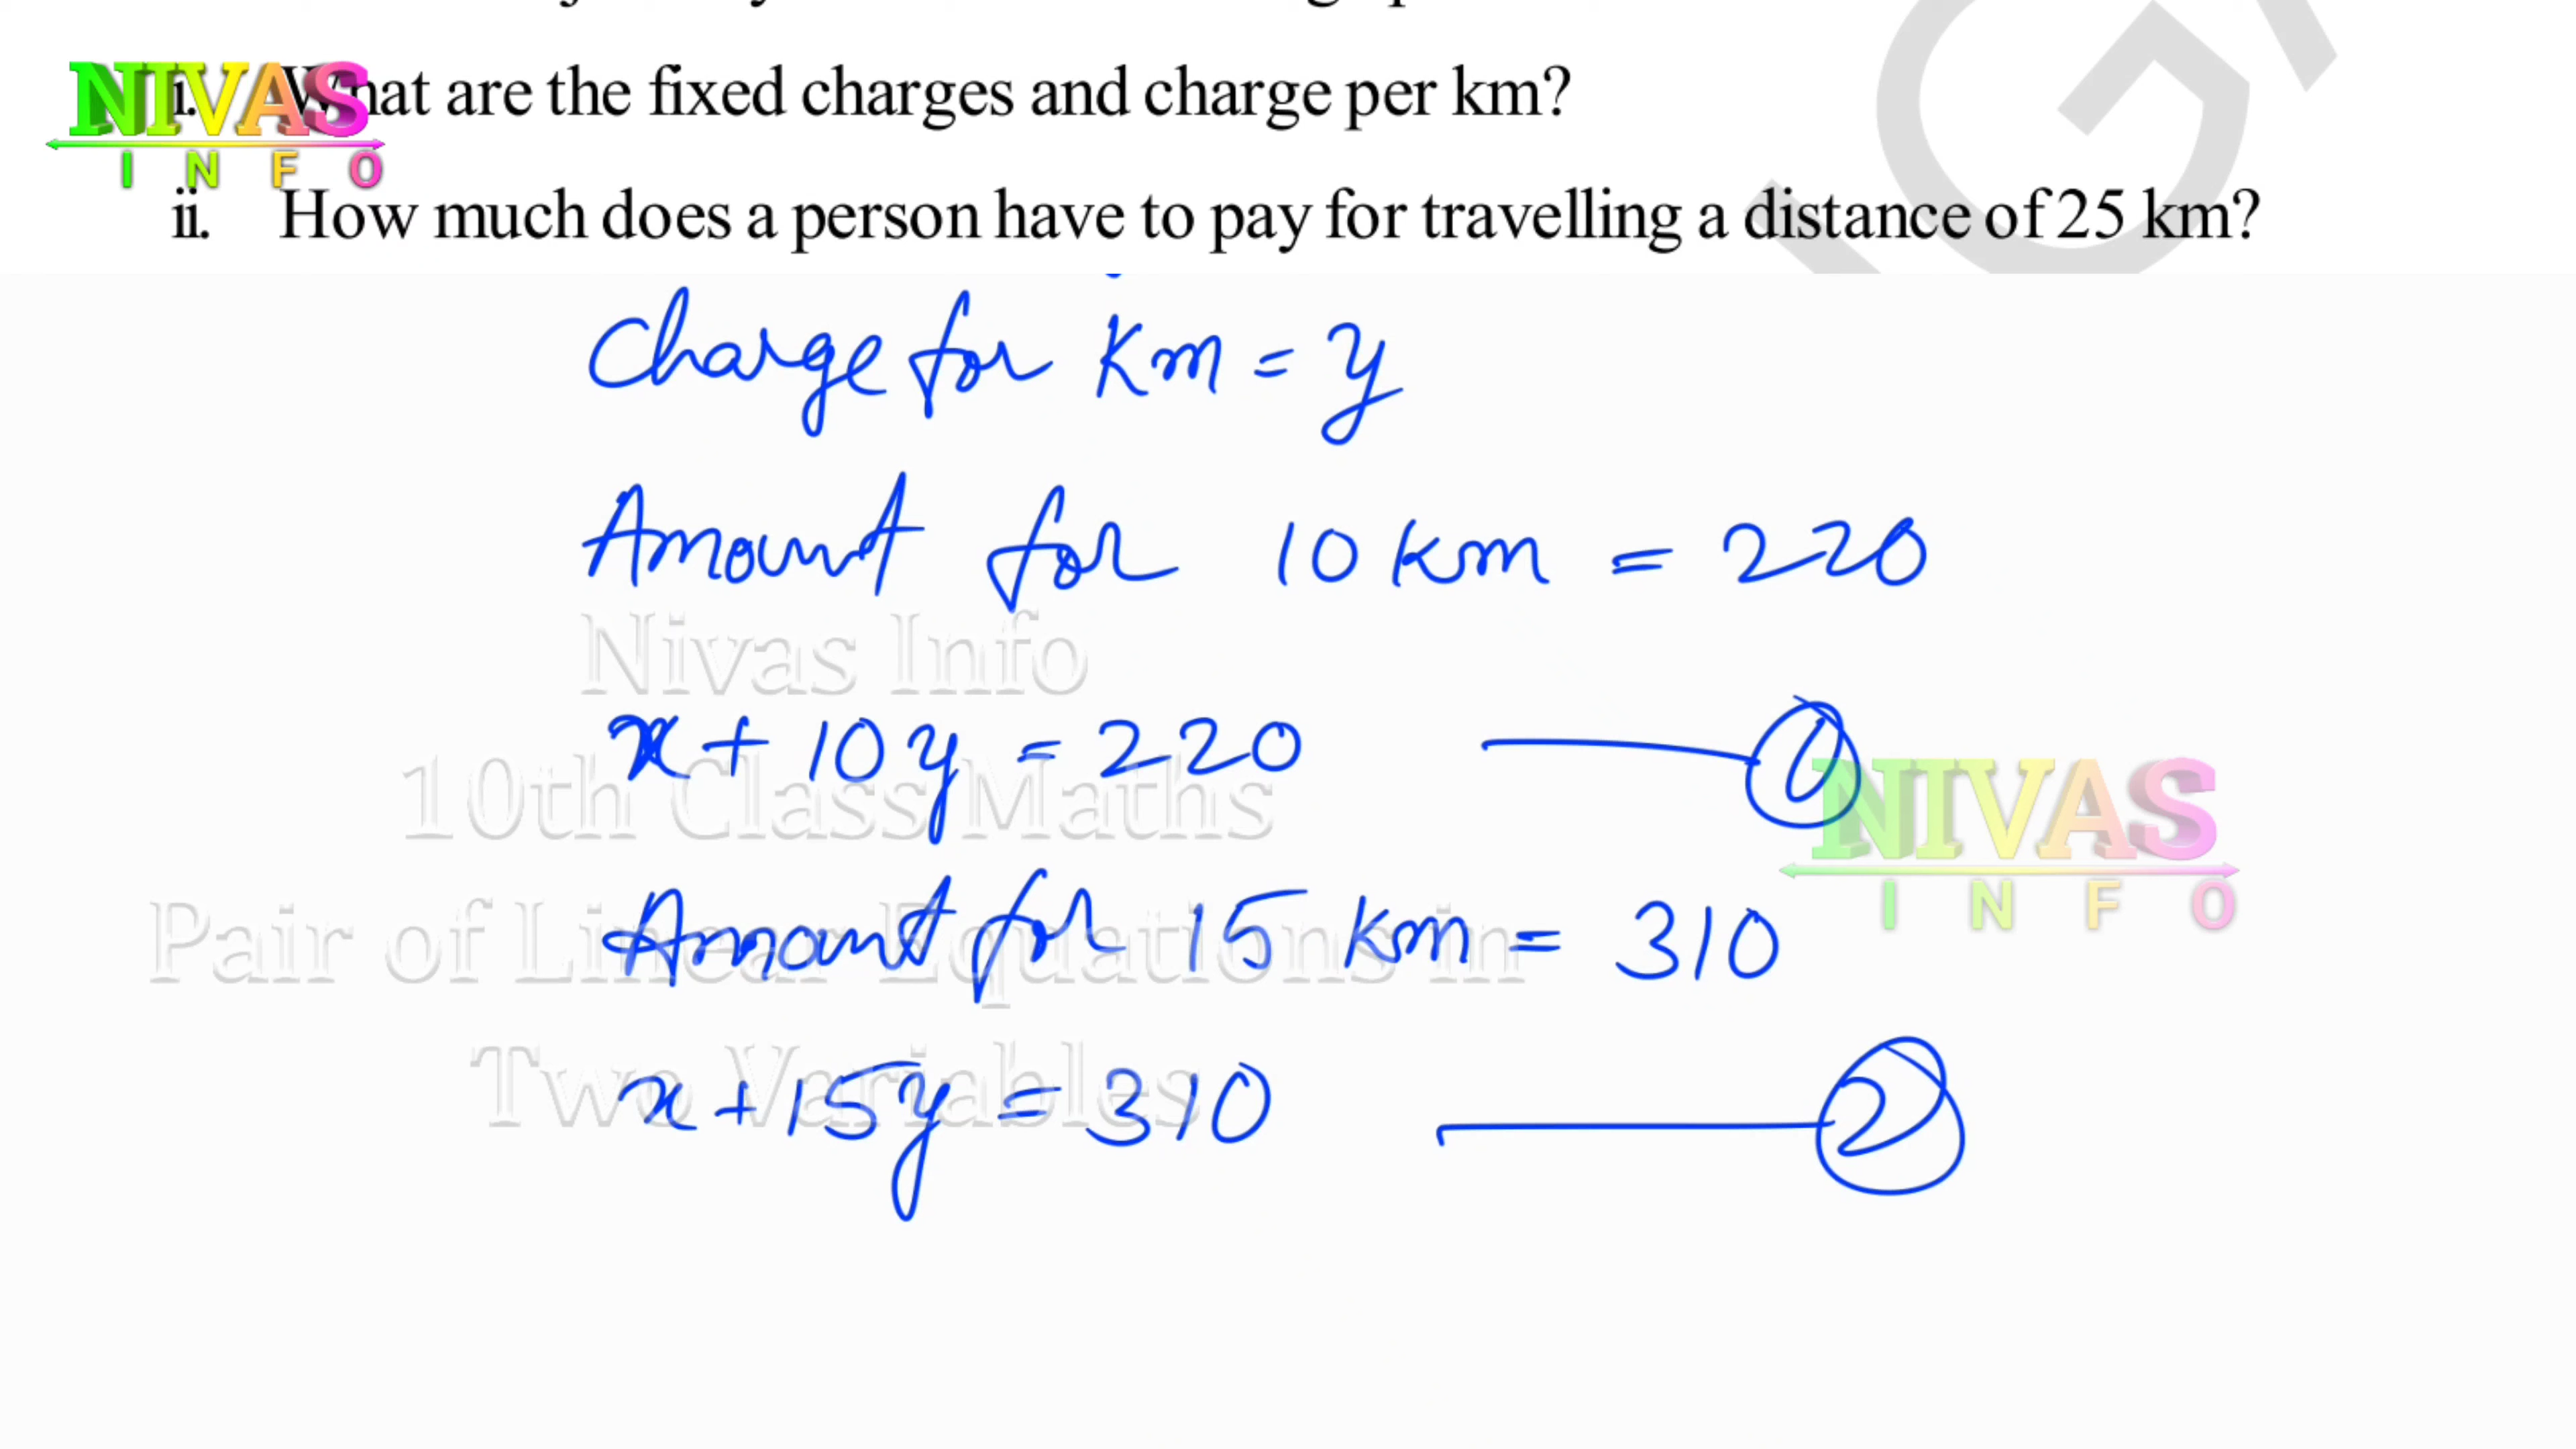 NIVAS
INFO
i. What are the fixed charges and charge per km?
ii. How much does a person have to pay for travelling a distance of 25 km?
Charge for km = y
Amount for 10 km = 220
Nivas Info
x + 10y = 220 1
10th Class Maths
NIVAS
INFO
Amount for 15 km = 310
Pair of Linear Equations in
x + 15y = 310 2
Two Variables